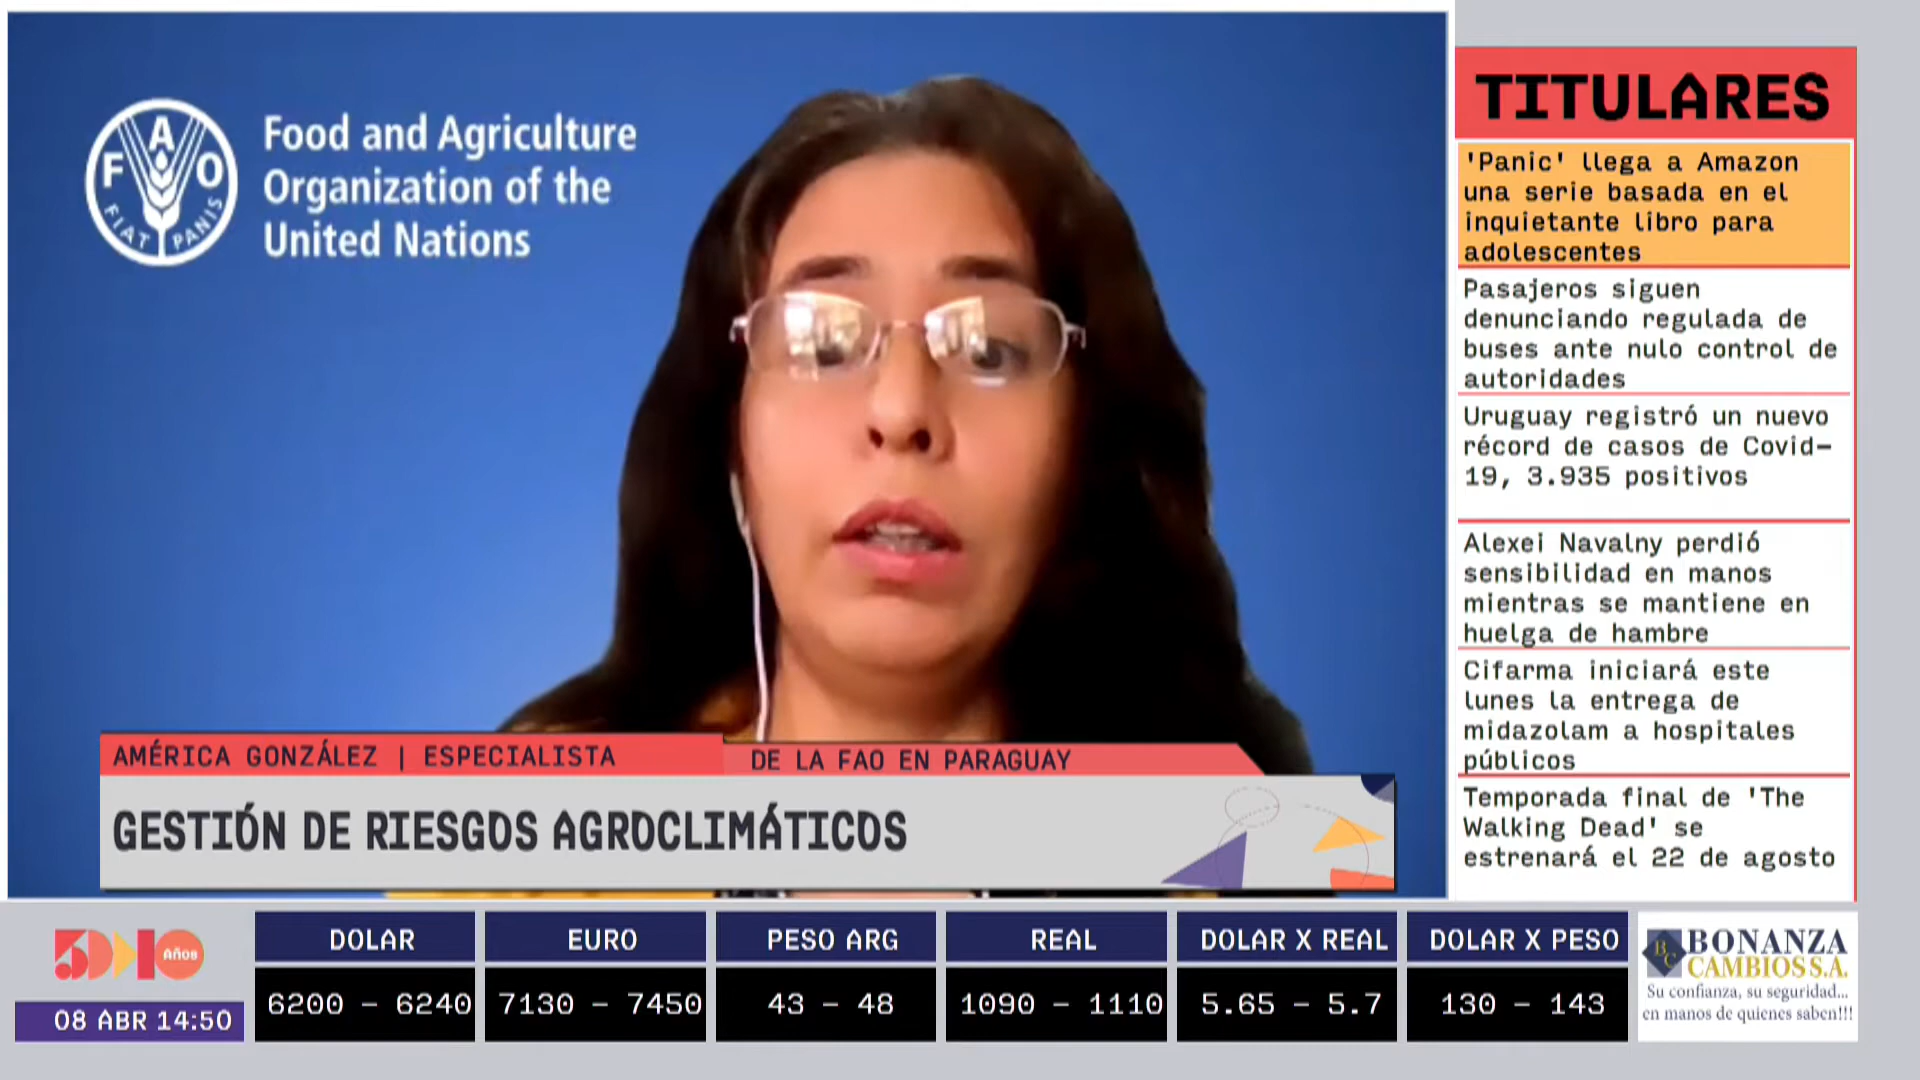 FAO
FIAT PANIS
Food and Agriculture
Organization of the
United Nations
AMÉRICA GONZÁLEZ | ESPECIALISTA DE LA FAO EN PARAGUAY
GESTIÓN DE RIESGOS AGROCLIMÁTICOS
TITULARES
'Panic' llega a Amazon
una serie basada en el
inquietante libro para
adolescentes
Pasajeros siguen
denunciando regulada de
buses ante nulo control de
autoridades
Uruguay registró un nuevo
récord de casos de Covid-
19, 3.935 positivos
Alexei Navalny perdió
sensibilidad en manos
mientras se mantiene en
huelga de hambre
Cifarma iniciará este
lunes la entrega de
midazolam a hospitales
públicos
Temporada final de 'The
Walking Dead' se
estrenará el 22 de agosto
Años
08 ABR 14:50
DOLAR
6200 - 6240
EURO
7130 - 7450
PESO ARG
43 - 48
REAL
1090 - 1110
DOLAR X REAL
5.65 - 5.7
DOLAR X PESO
130 - 143
BC
BONANZA
CAMBIOS S.A.
Su confianza, su seguridad...
en manos de quienes saben!!!